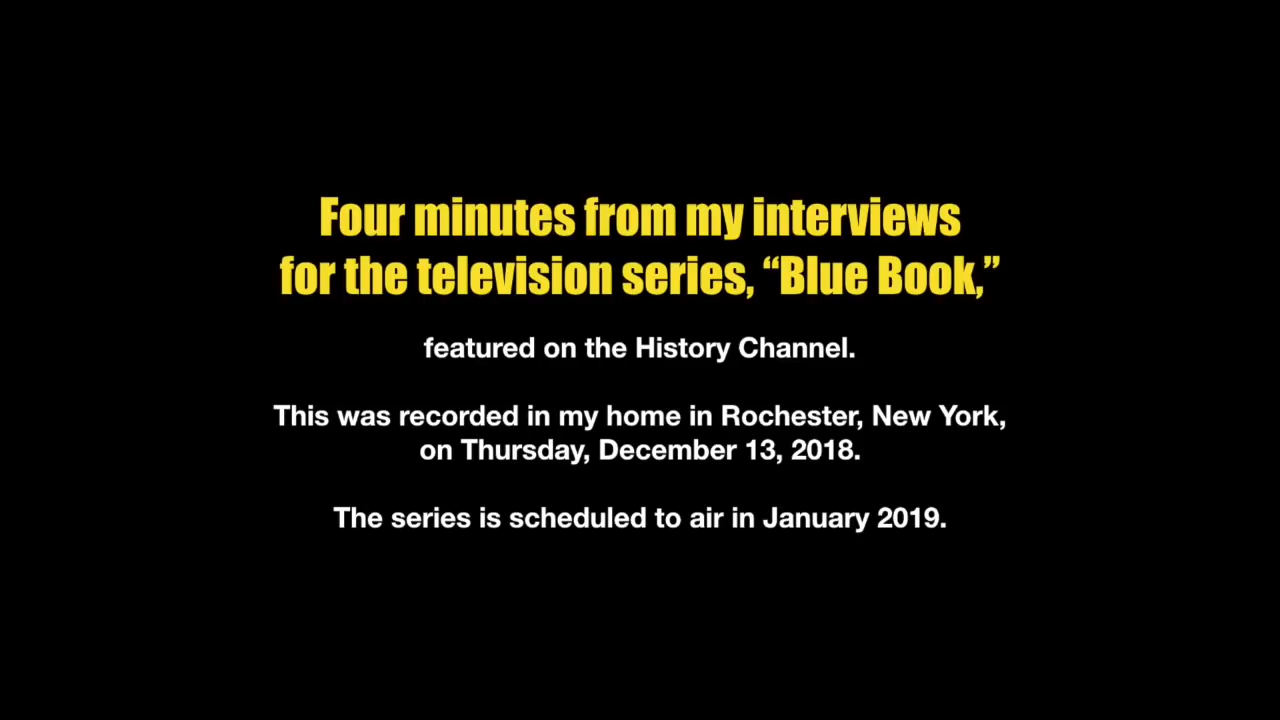 Four minutes from my interviews
for the television series, “Blue Book,”
featured on the History Channel.
This was recorded in my home in Rochester, New York,
on Thursday, December 13, 2018.
The series is scheduled to air in January 2019.